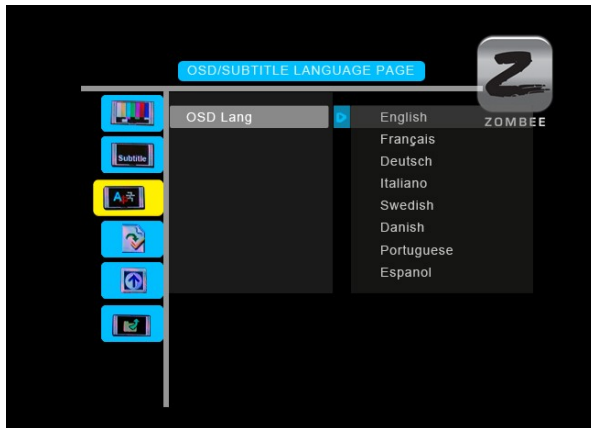 OSD/SUBTITLE LANGUAGE PAGE
Z
ZOMBEE
OSD Lang
English
Français
Subtitle
Deutsch
Italiano
A
Swedish
Danish
Portuguese
Espanol